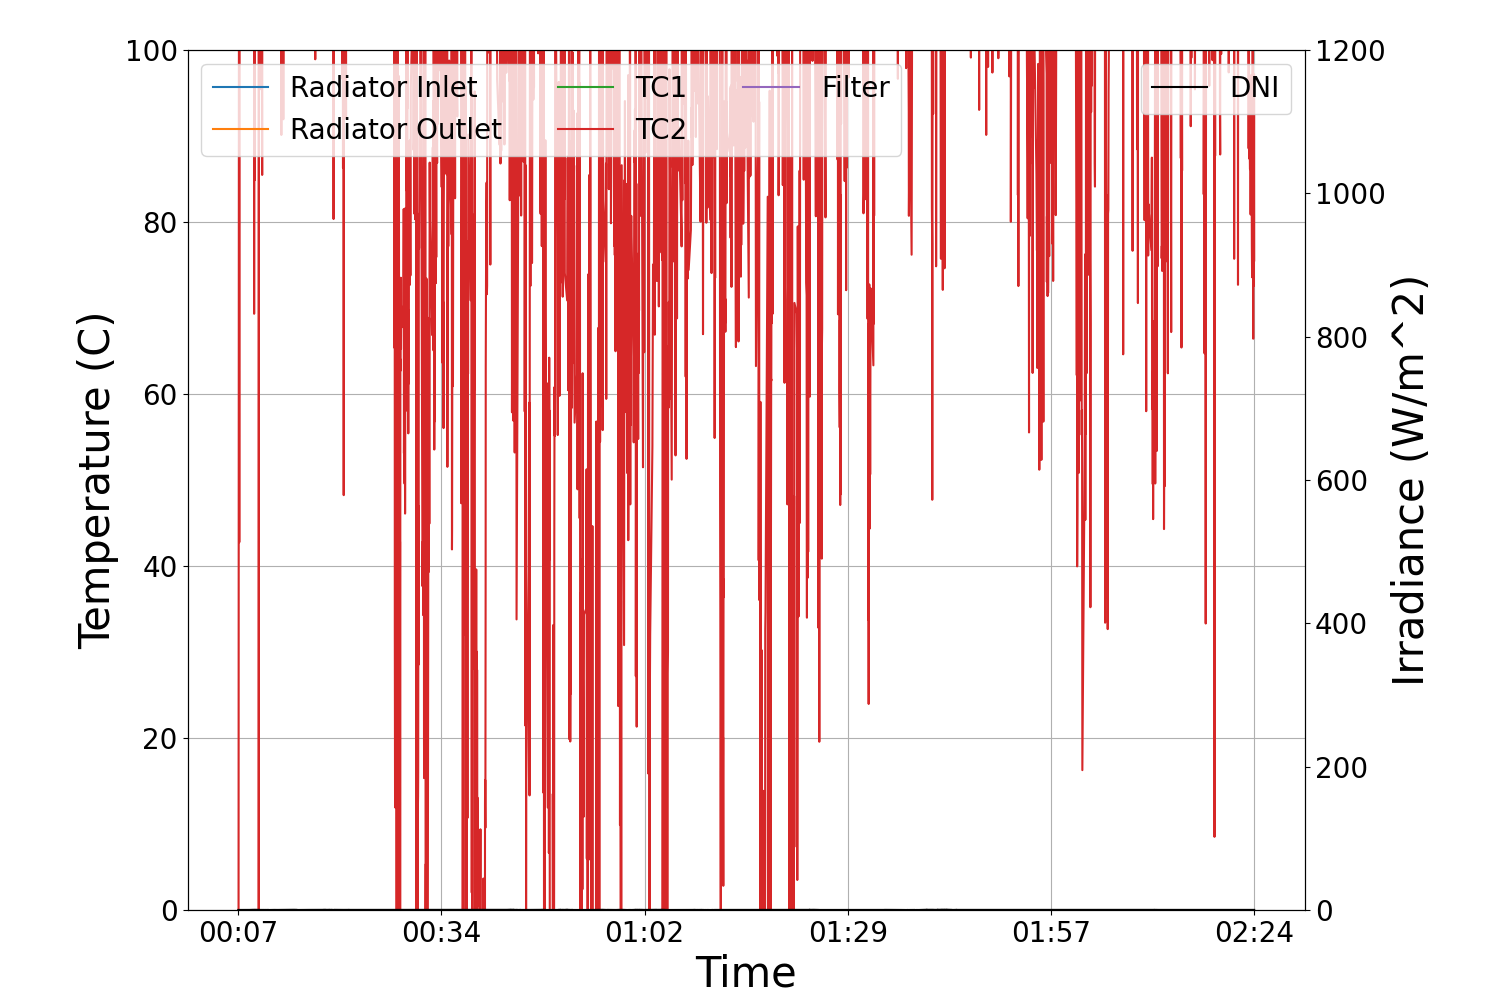 100
80
60
40
20
0
Temperature (C)
Radiator Inlet
Radiator Outlet
TC1
TC2
Filter
DNI
1200
1000
800
600
400
200
0
Irradiance (W/m^2)
00:07 00:34 01:02 01:29 01:57 02:24
Time